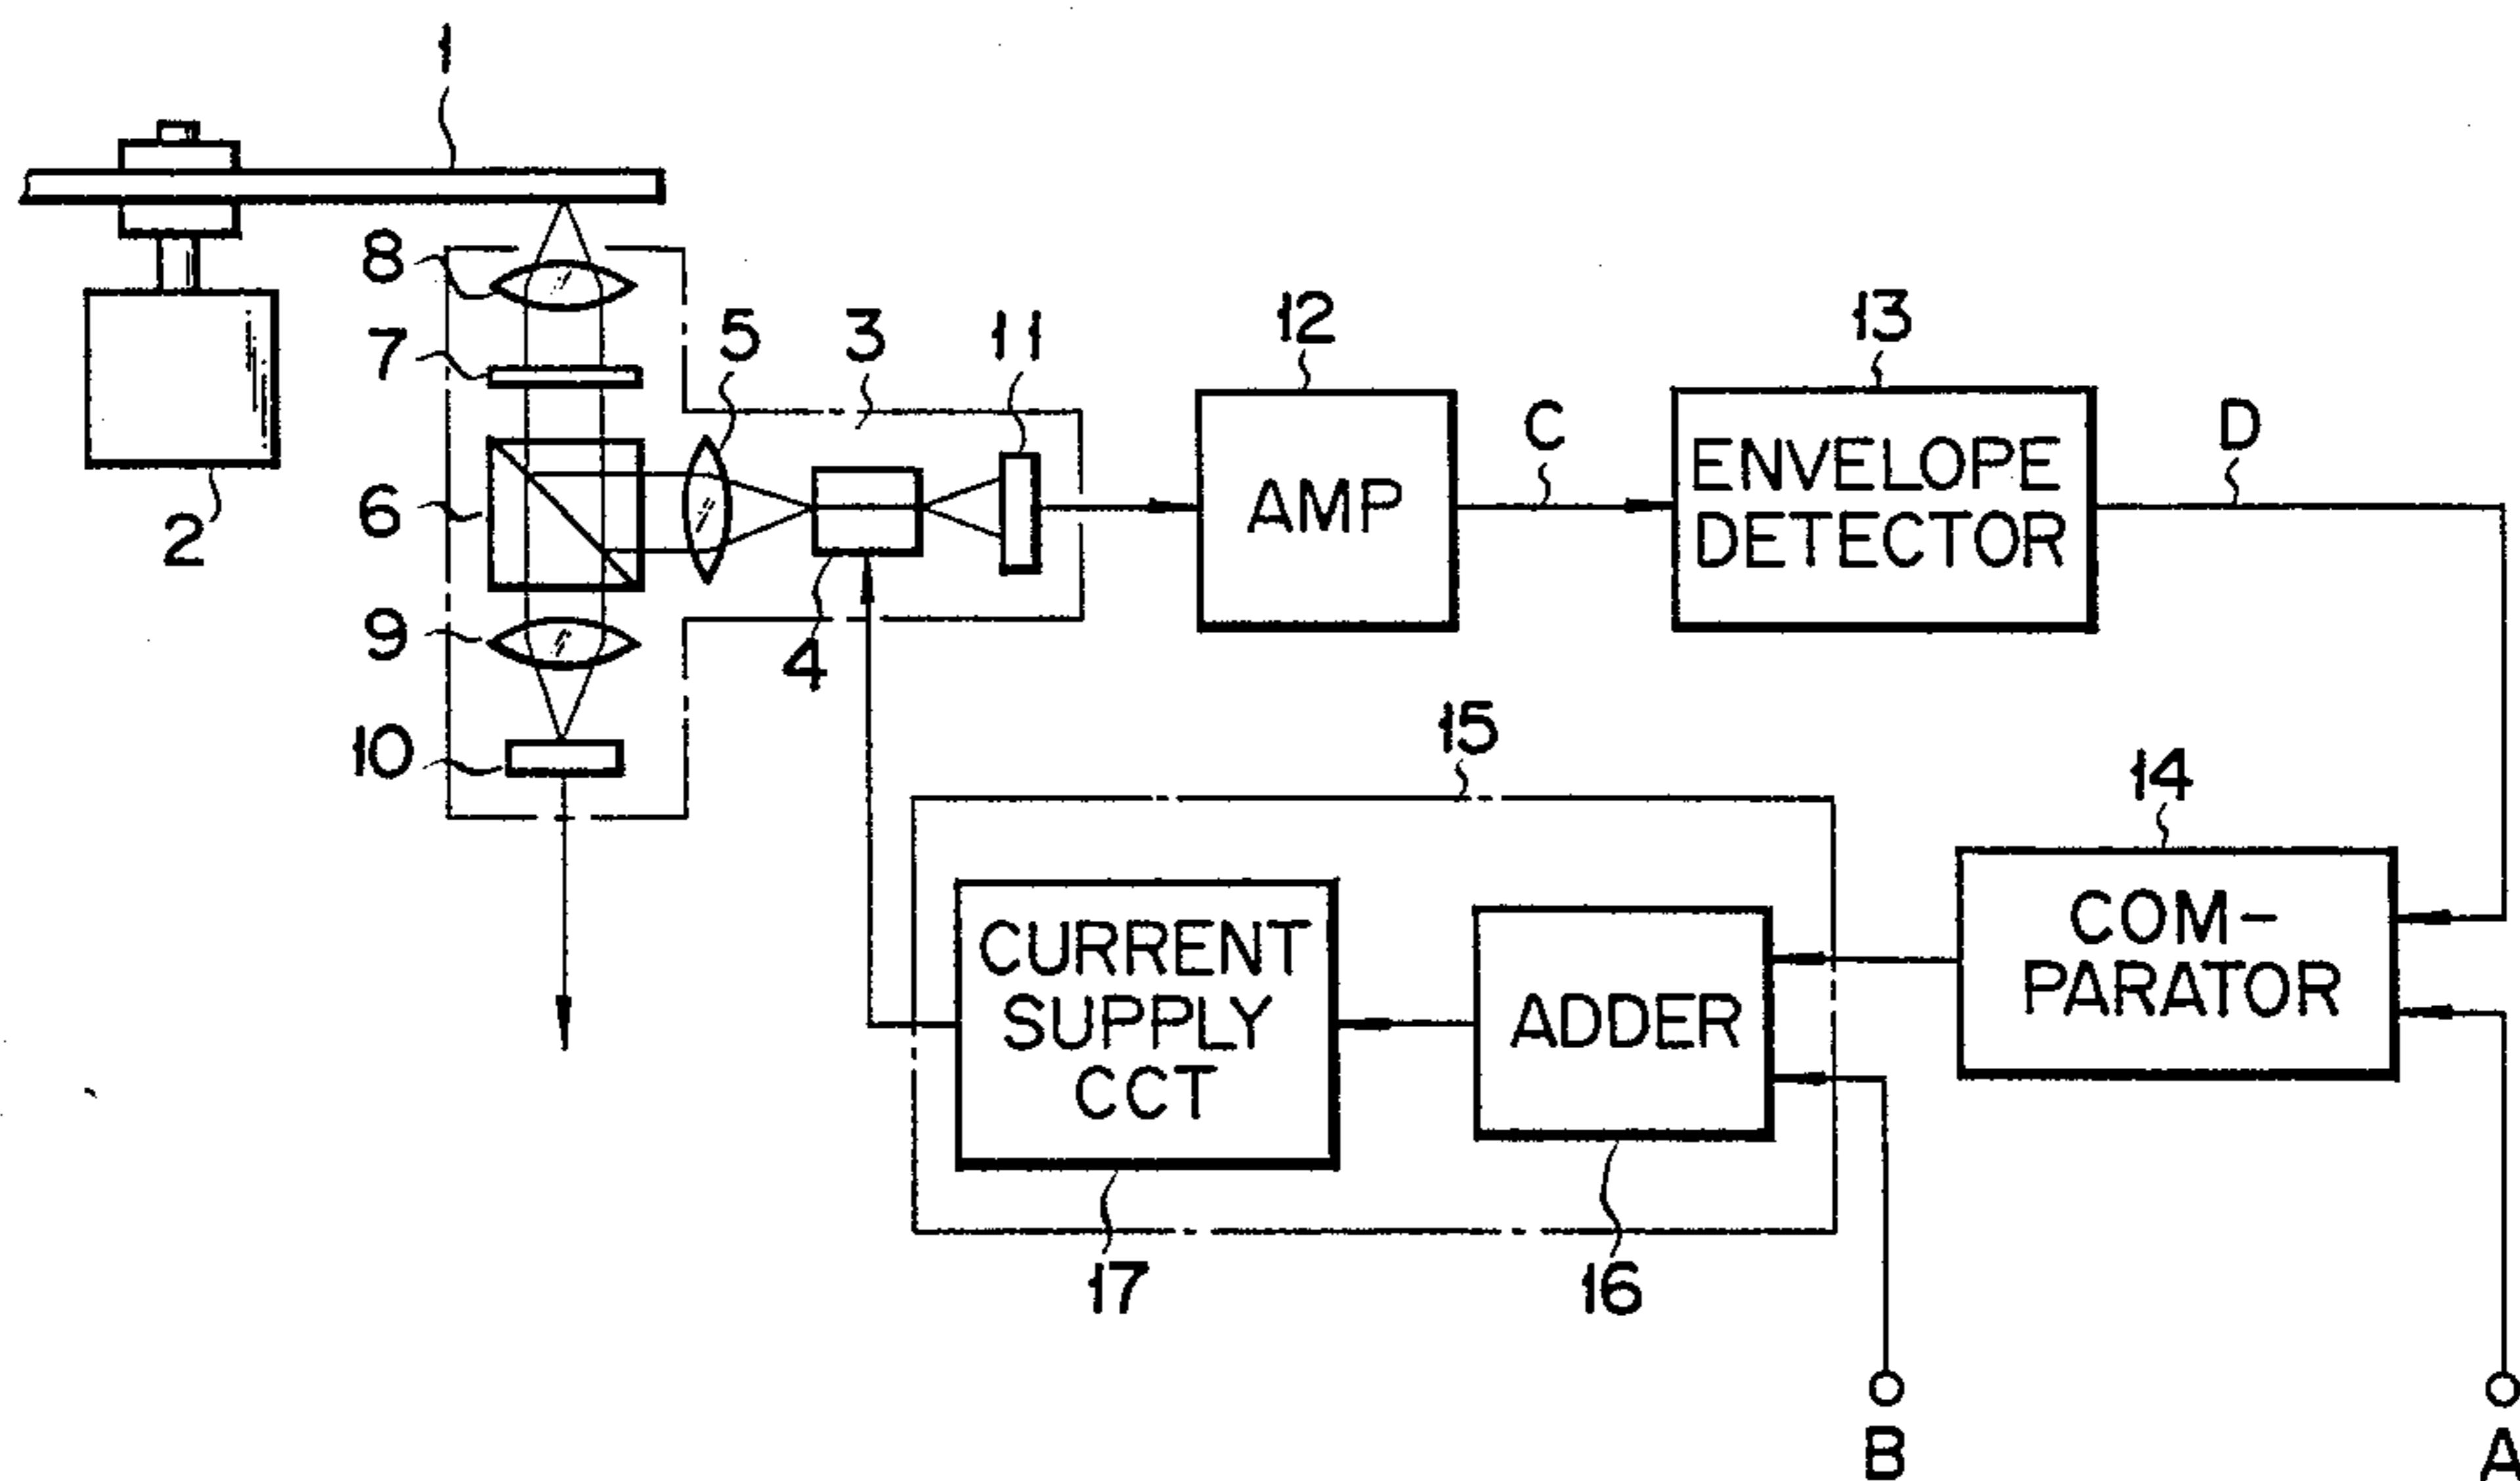 1
8
7
5
3
11
12
13
C
D
6
2
AMP
ENVELOPE
DETECTOR
9
4
10
15
14
CURRENT
SUPPLY
CCT
ADDER
COM-
PARATOR
17
16
B
A